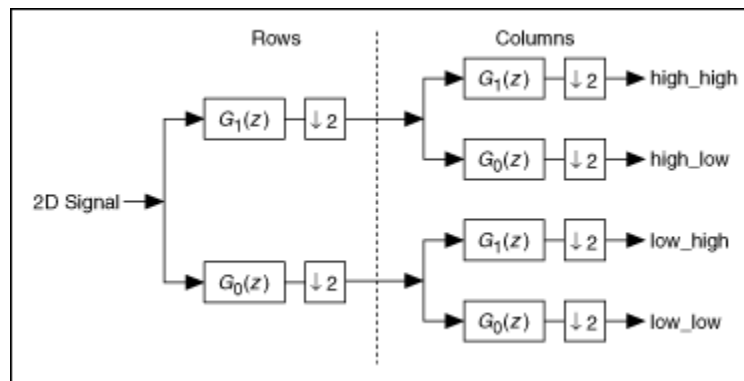 Rows
Columns
G1(z)
↓2
high_high
G1(z)
↓2
G0(z)
↓2
high_low
2D Signal
G1(z)
↓2
low_high
G0(z)
↓2
G0(z)
↓2
low_low